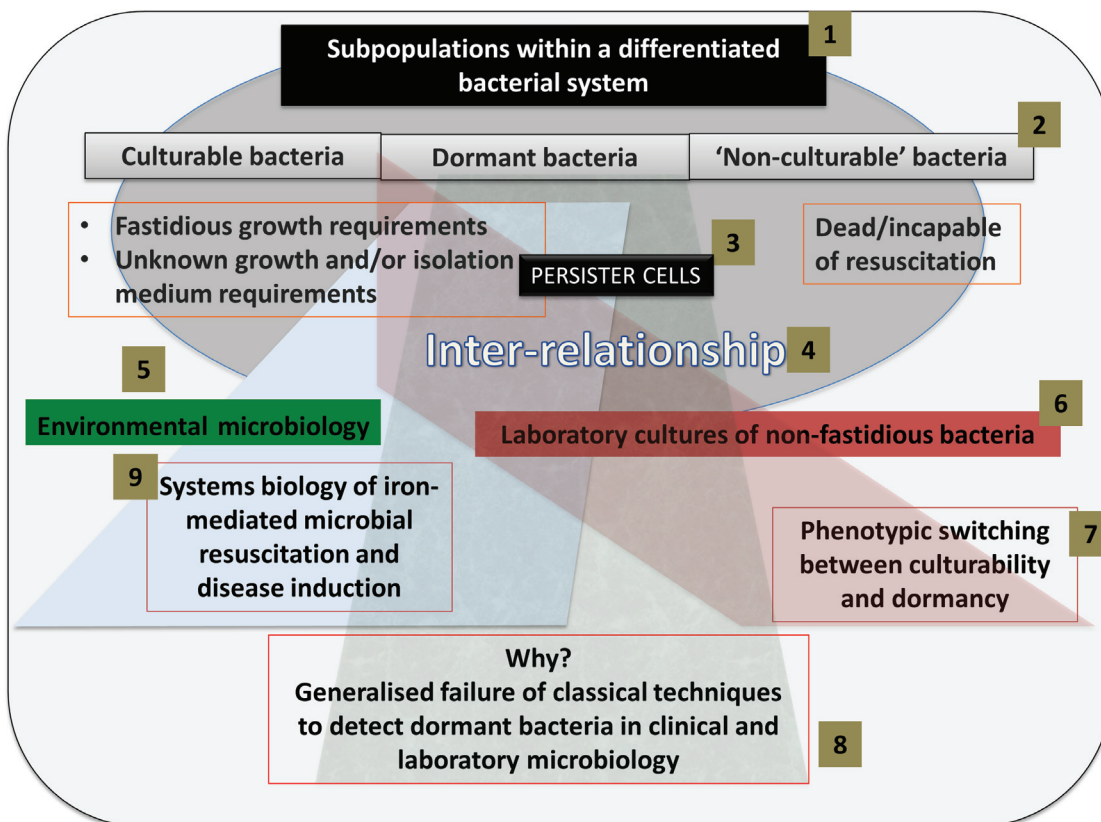 1
Subpopulations within a differentiated
bacterial system
2
Culturable bacteria
Dormant bacteria
‘Non-culturable’ bacteria
• Fastidious growth requirements
• Unknown growth and/or isolation
medium requirements
3
PERSISTER CELLS
Dead/incapable
of resuscitation
Inter-relationship
4
5
Environmental microbiology
6
Laboratory cultures of non-fastidious bacteria
9
Systems biology of iron-
mediated microbial
resuscitation and
disease induction
7
Phenotypic switching
between culturability
and dormancy
Why?
Generalised failure of classical techniques
to detect dormant bacteria in clinical and
laboratory microbiology
8